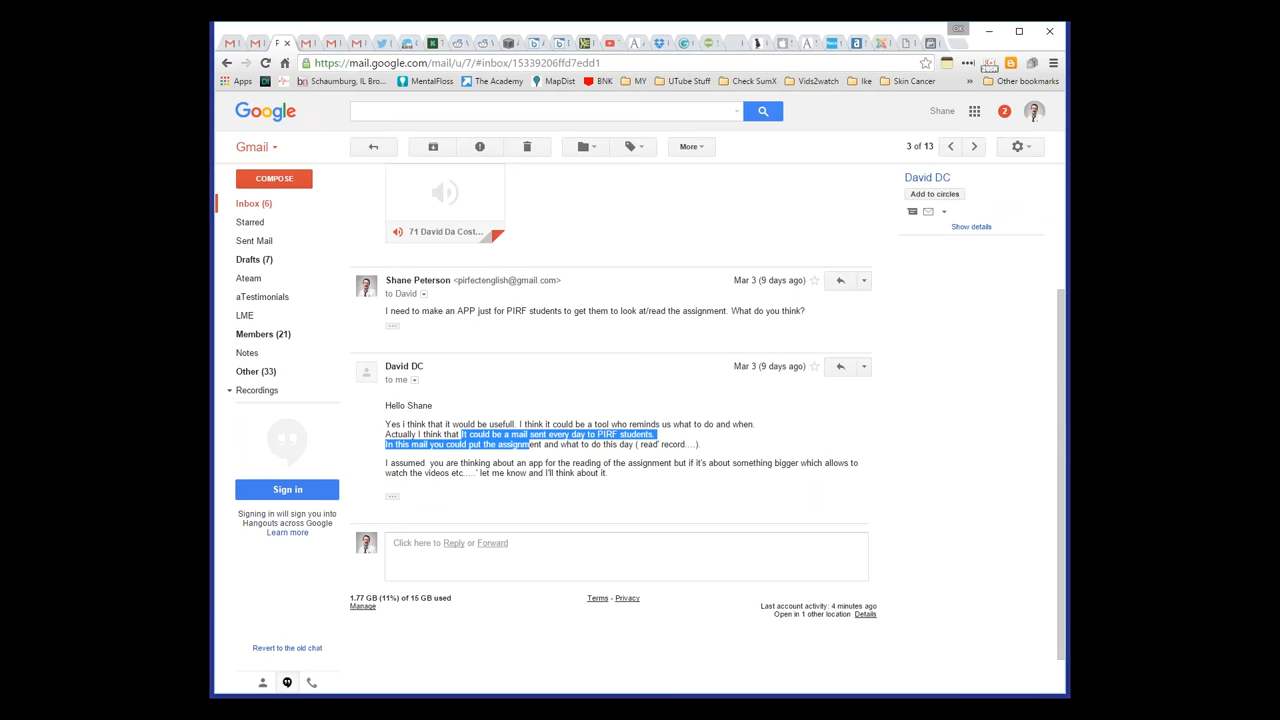 OK
F
https://mail.google.com/mail/u/7/#inbox/15339206ffd7edd1
Apps
Schaumburg, IL Bro...
MentalFloss
The Academy
MapDist
BNK
MY
UTube Stuff
Check SumX
Vids2watch
Ike
Skin Cancer
»
Other bookmarks
Google
Shane
2
Gmail
More
3 of 13
COMPOSE
Inbox (6)
Starred
Sent Mail
Drafts (7)
Ateam
aTestimonials
LME
Members (21)
Notes
Other (33)
Recordings
Sign in
Signing in will sign you into
Hangouts across Google
Learn more
Revert to the old chat
71 David Da Cost...
Shane Peterson <pirfectenglish@gmail.com>
Mar 3 (9 days ago)
to David
I need to make an APP just for PIRF students to get them to look at/read the assignment. What do you think?
David DC
Mar 3 (9 days ago)
to me
Hello Shane
Yes i think that it would be usefull. I think it could be a tool who reminds us what to do and when.
Actually I think that It could be a mail sent every day to PIRF students.
In this mail you could put the assignment and what to do this day ( read' record....).
I assumed  you are thinking about an app for the reading of the assignment but if it's about something bigger which allows to
watch the videos etc.....' let me know and I'll think about it.
Click here to Reply or Forward
1.77 GB (11%) of 15 GB used
Manage
Terms - Privacy
Last account activity: 4 minutes ago
Open in 1 other location Details
David DC
Add to circles
Show details